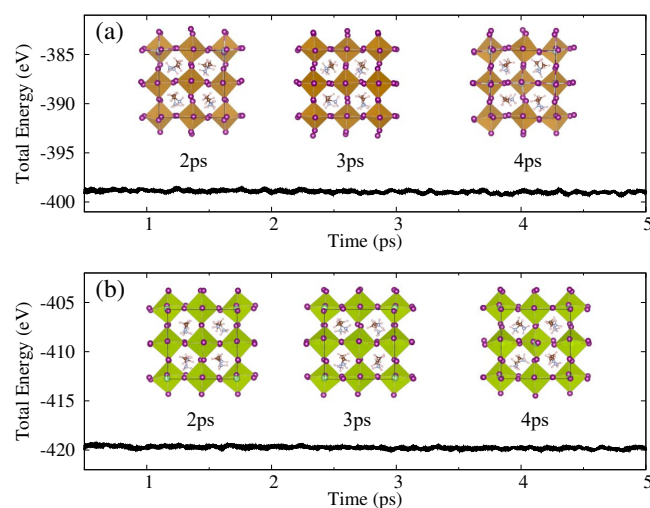 (a)
-385
-390
-395
-400
Total Energy (eV)
2ps 3ps 4ps
1 2 3 4 5
Time (ps)
(b)
-405
-410
-415
-420
Total Energy (eV)
2ps 3ps 4ps
1 2 3 4 5
Time (ps)